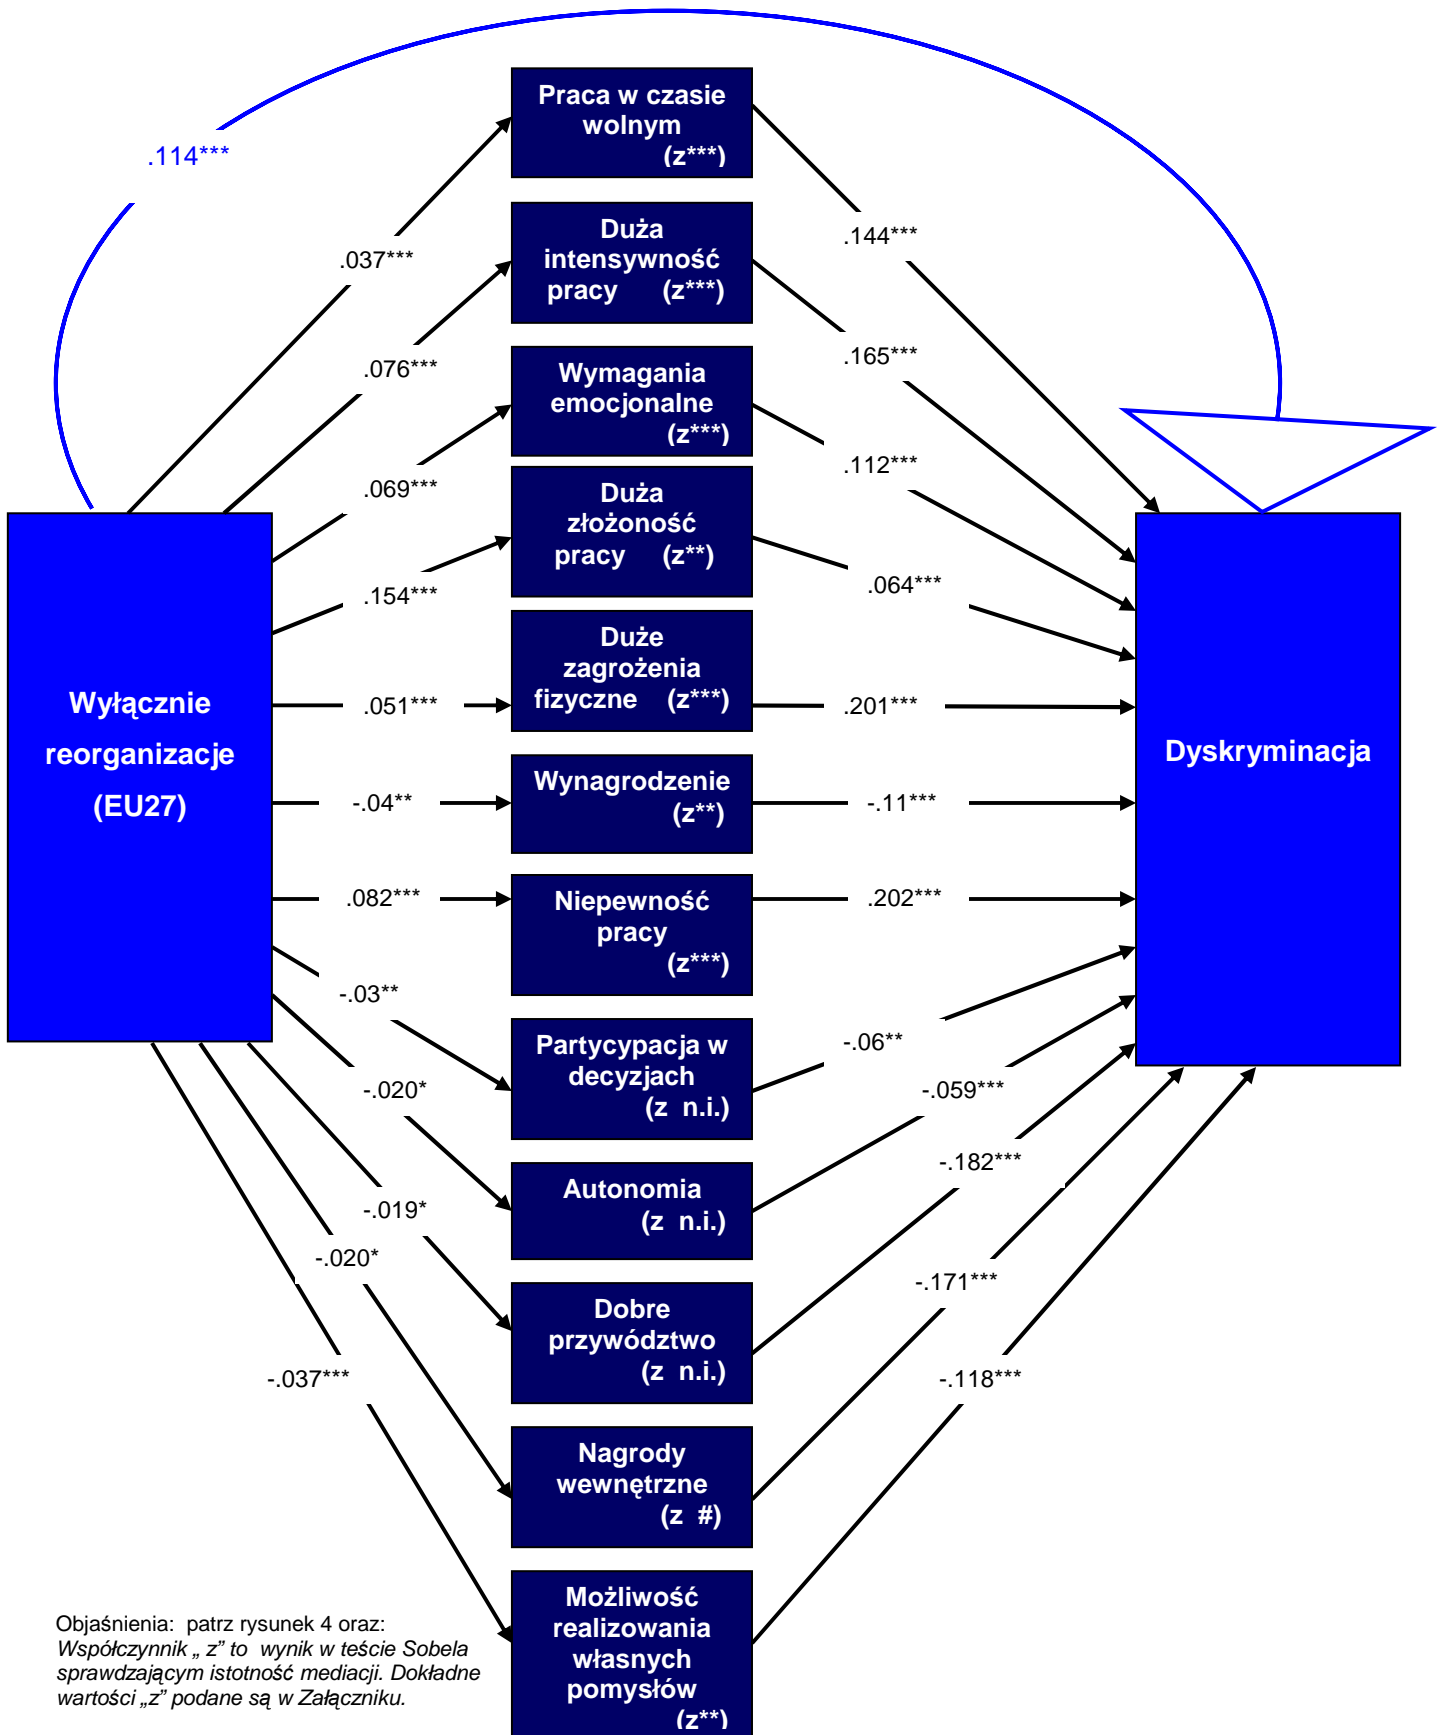 .114***
Praca w czasie
wolnym
(z***)
.037***
.144***
Duża
intensywność
pracy (z***)
.076***
.165***
Wymagania
emocjonalne
(z***)
.069***
.112***
Duża
złożoność
pracy (z**)
.154***
.064***
Duże
zagrożenia
fizyczne (z***)
.051***
.201***
Wyłącznie
reorganizacje
(EU27)
Dyskryminacja
Wynagrodzenie
(z**)
-.04**
-.11***
Niepewność
pracy
(z***)
.082***
.202***
Partycypacja w
decyzjach
(z n.i.)
-.03**
-.06**
Autonomia
(z n.i.)
-.020*
-.059***
Dobre
przywództwo
(z n.i.)
-.019*
-.182***
Nagrody
wewnętrzne
(z #)
-.020*
-.171***
Możliwość
realizowania
własnych
pomysłów
(z**)
-.037***
-.118***
Objaśnienia: patrz rysunek 4 oraz:
Współczynnik „ z” to wynik w teście Sobela
sprawdzającym istotność mediacji. Dokładne
wartości „z” podane są w Załączniku.